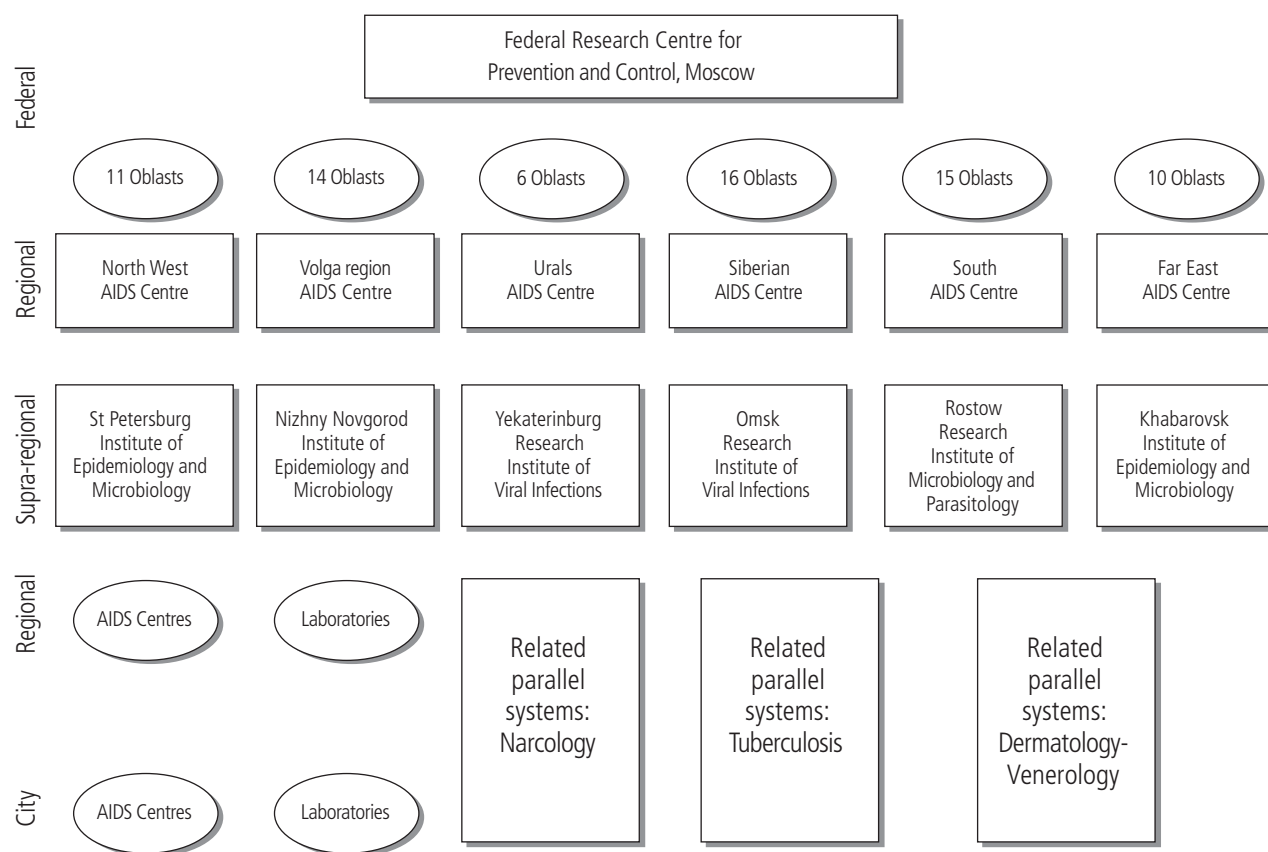 Federal
Federal Research Centre for
Prevention and Control, Moscow
11 Oblasts
14 Oblasts
6 Oblasts
16 Oblasts
15 Oblasts
10 Oblasts
Regional
North West
AIDS Centre
Volga region
AIDS Centre
Urals
AIDS Centre
Siberian
AIDS Centre
South
AIDS Centre
Far East
AIDS Centre
Supra-regional
St Petersburg
Institute of
Epidemiology and
Microbiology
Nizhny Novgorod
Institute of
Epidemiology and
Microbiology
Yekaterinburg
Research
Institute of
Viral Infections
Omsk
Research
Institute of
Viral Infections
Rostow
Research
Institute of
Microbiology and
Parasitology
Khabarovsk
Institute of
Epidemiology and
Microbiology
Regional
AIDS Centres
Laboratories
Related
parallel
systems:
Narcology
Related
parallel
systems:
Tuberculosis
Related
parallel
systems:
Dermatology-
Venerology
City
AIDS Centres
Laboratories